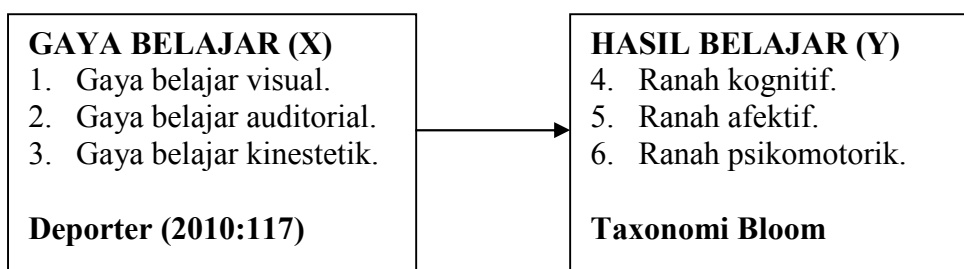 GAYA BELAJAR (X)
1. Gaya belajar visual.
2. Gaya belajar auditorial.
3. Gaya belajar kinestetik.
Deporter (2010:117)
HASIL BELAJAR (Y)
4. Ranah kognitif.
5. Ranah afektif.
6. Ranah psikomotorik.
Taxonomi Bloom